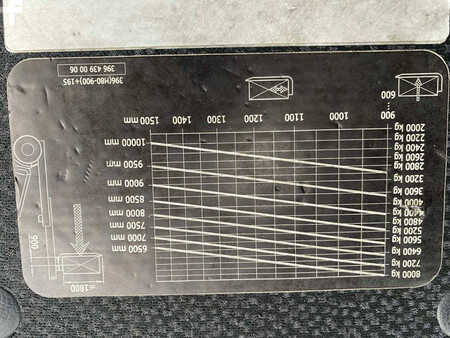 =1800
900
8000 kg
7200 kg
6400 kg
5600 kg
5200 kg
4800 kg
4400 kg
4000 kg
3600 kg
3200 kg
2800 kg
2600 kg
2400 kg
2200 kg
2000 kg
6500 mm
7000 mm
7500 mm
8000 mm
8500 mm
9000 mm
9500 mm
10000 mm
900 1000 1100 1200 1300 1400 1500 mm
600
396(H80-900)+195
396 439 00 06